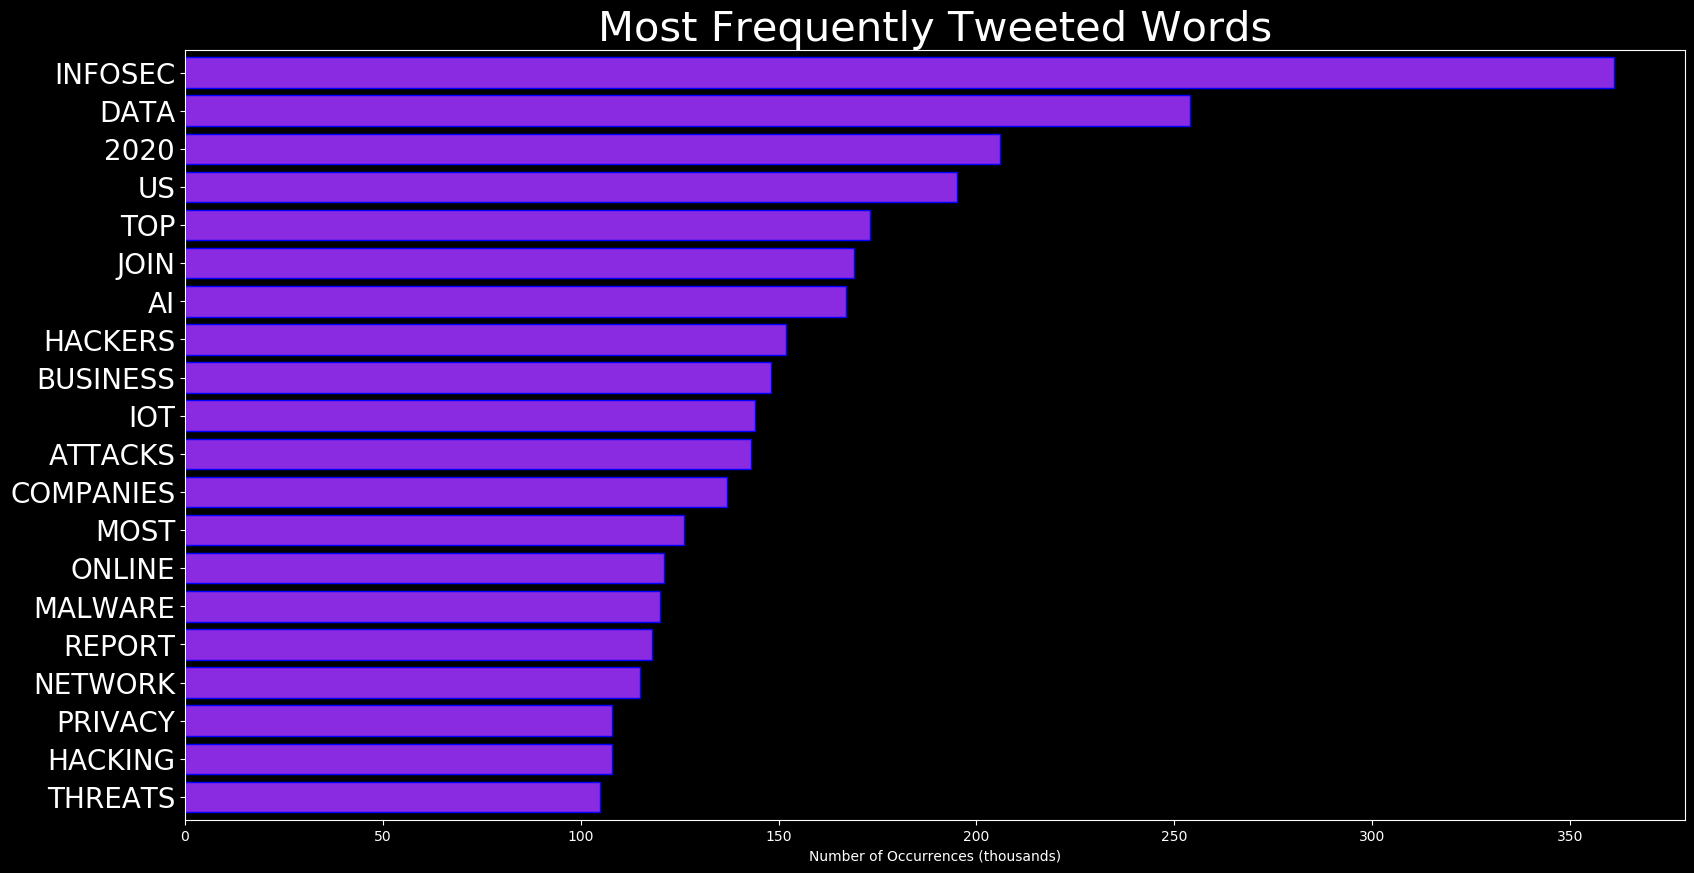 Most Frequently Tweeted Words
INFOSEC
DATA
2020
US
TOP
JOIN
AI
HACKERS
BUSINESS
IOT
ATTACKS
COMPANIES
MOST
ONLINE
MALWARE
REPORT
NETWORK
PRIVACY
HACKING
THREATS
0 50 100 150 200 250 300 350
Number of Occurrences (thousands)